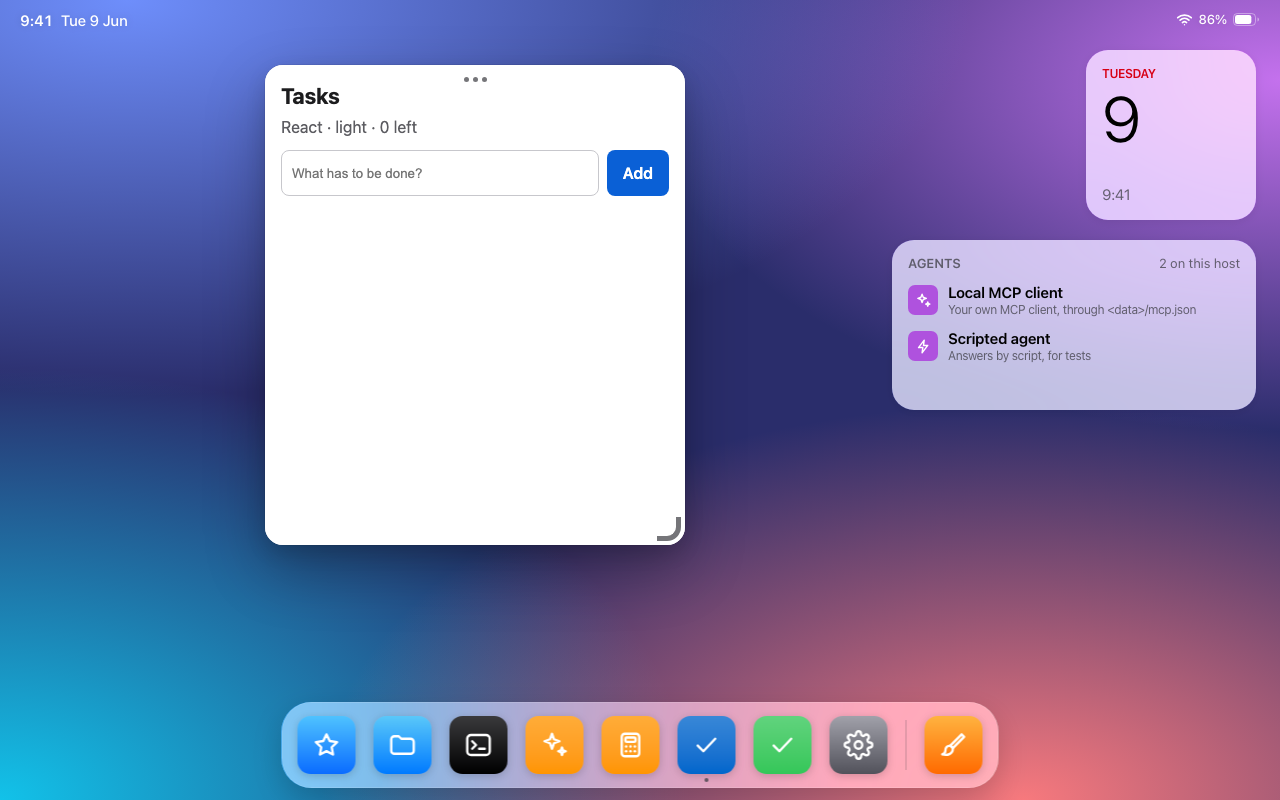 9:41 Tue 9 Jun
86%
Tasks
React · light · 0 left
What has to be done?
Add
TUESDAY
9
9:41
AGENTS
2 on this host
Local MCP client
Your own MCP client, through <data>/mcp.json
Scripted agent
Answers by script, for tests